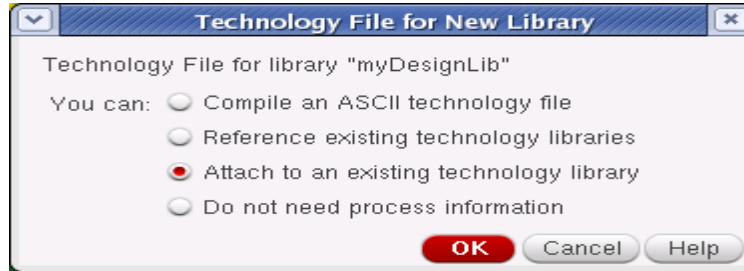 Technology File for New Library
Technology File for library "myDesignLib"
You can: Compile an ASCII technology file
Reference existing technology libraries
Attach to an existing technology library
Do not need process information
OK Cancel Help